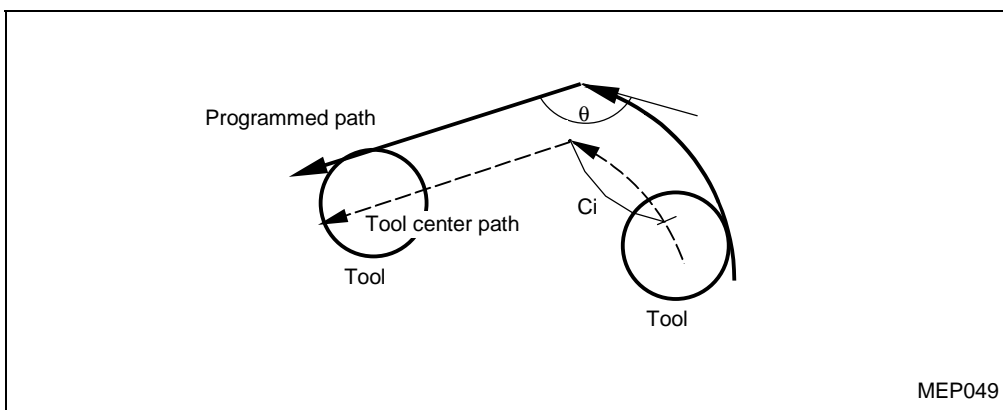 Programmed path
θ
Ci
Tool center path
Tool
Tool
MEP049